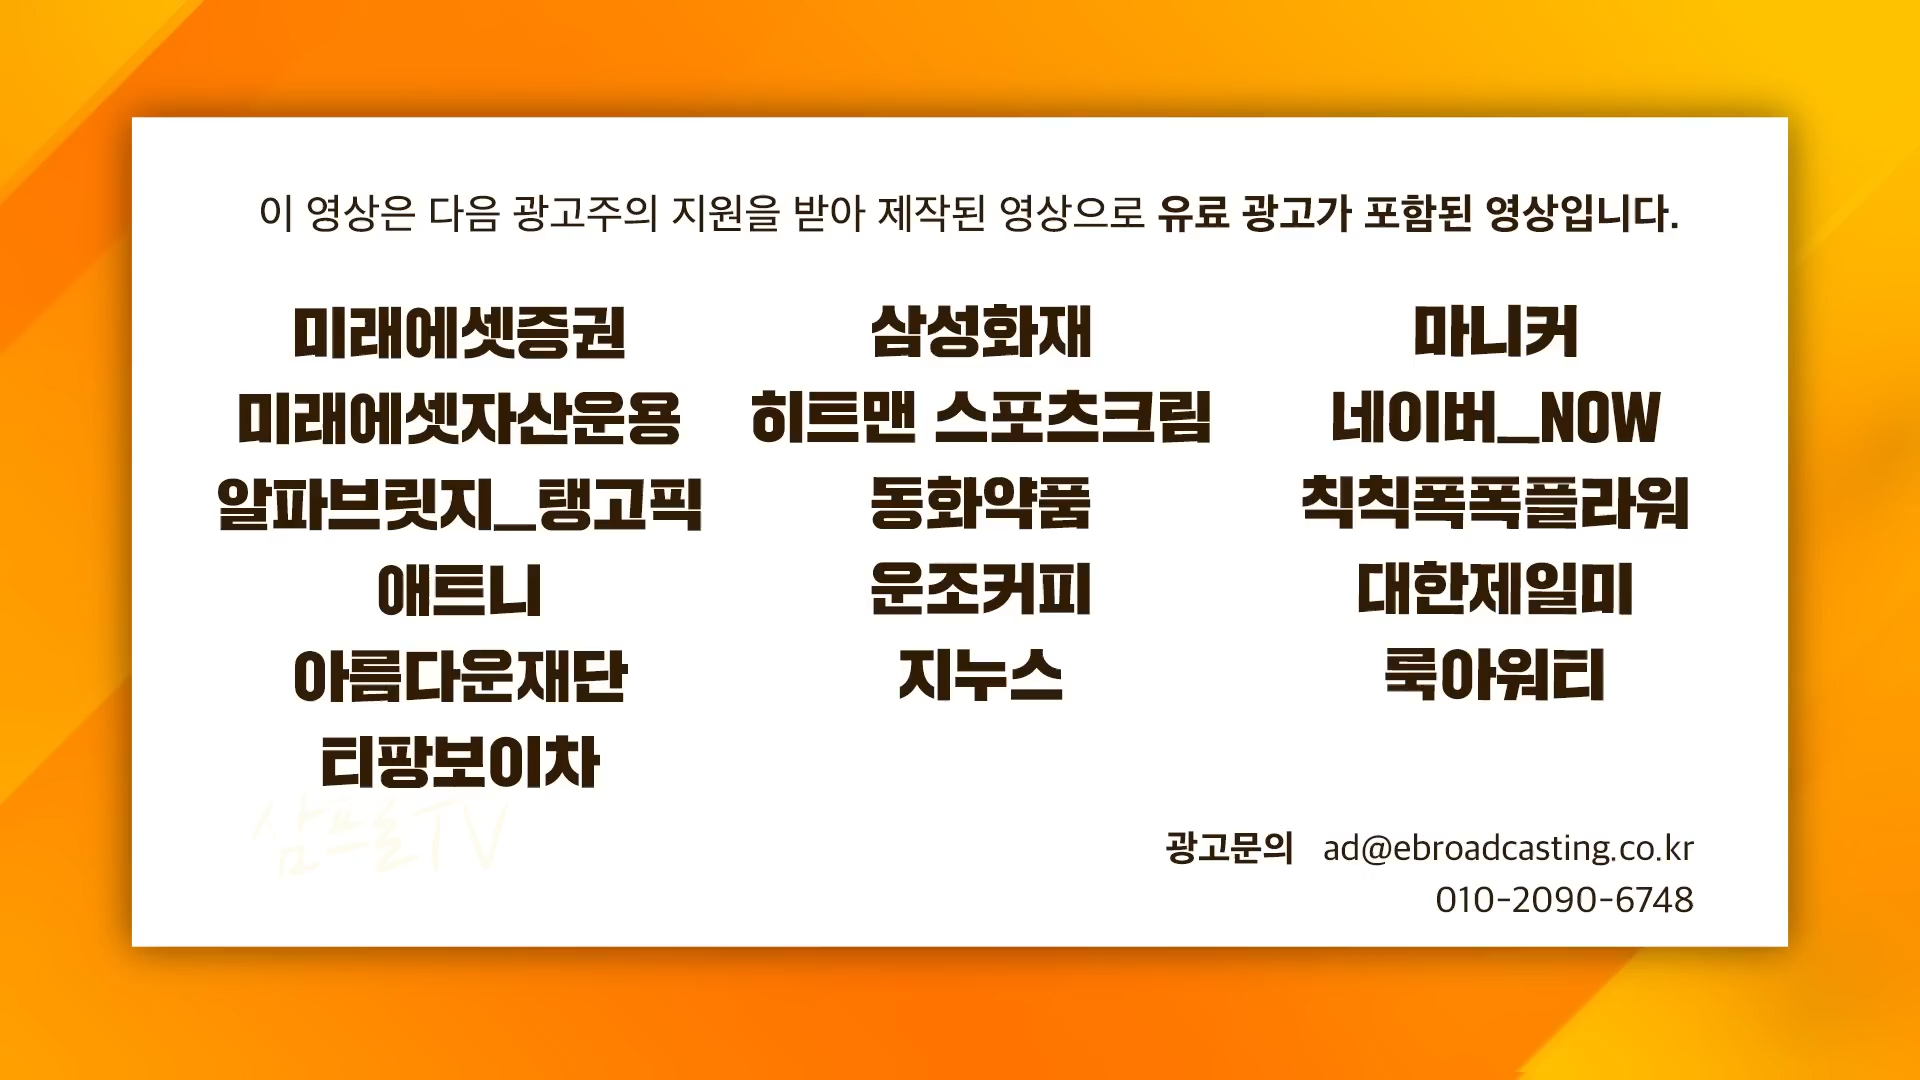 이 영상은 다음 광고주의 지원을 받아 제작된 영상으로 유료 광고가 포함된 영상입니다.
미래에셋증권
미래에셋자산운용
알파브릿지_탱고픽
애트니
아름다운재단
티팡보이차
삼성화재
히트맨 스포츠크림
동화약품
운조커피
지누스
마니커
네이버_NOW
칙칙폭폭플라워
대한제일미
룩아워티
삼프로TV
광고문의 ad@ebroadcasting.co.kr
010-2090-6748